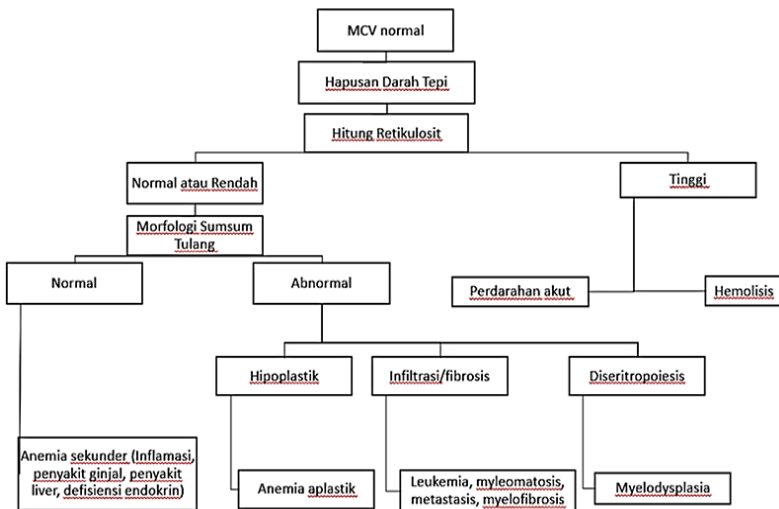 MCV normal
Hapusan Darah Tepi
Hitung Retikulosit
Normal atau Rendah
Tinggi
Morfologi Sumsum
Tulang
Normal
Abnormal
Perdarahan akut
Hemolisis
Hipoplastik
Infiltrasi/fibrosis
Diseritropoiesis
Anemia sekunder (Inflamasi,
penyakit ginjal, penyakit
liver, defisiensi endokrin)
Anemia aplastik
Leukemia, myleomatosis,
metastasis, myelofibrosis
Myelodysplasia